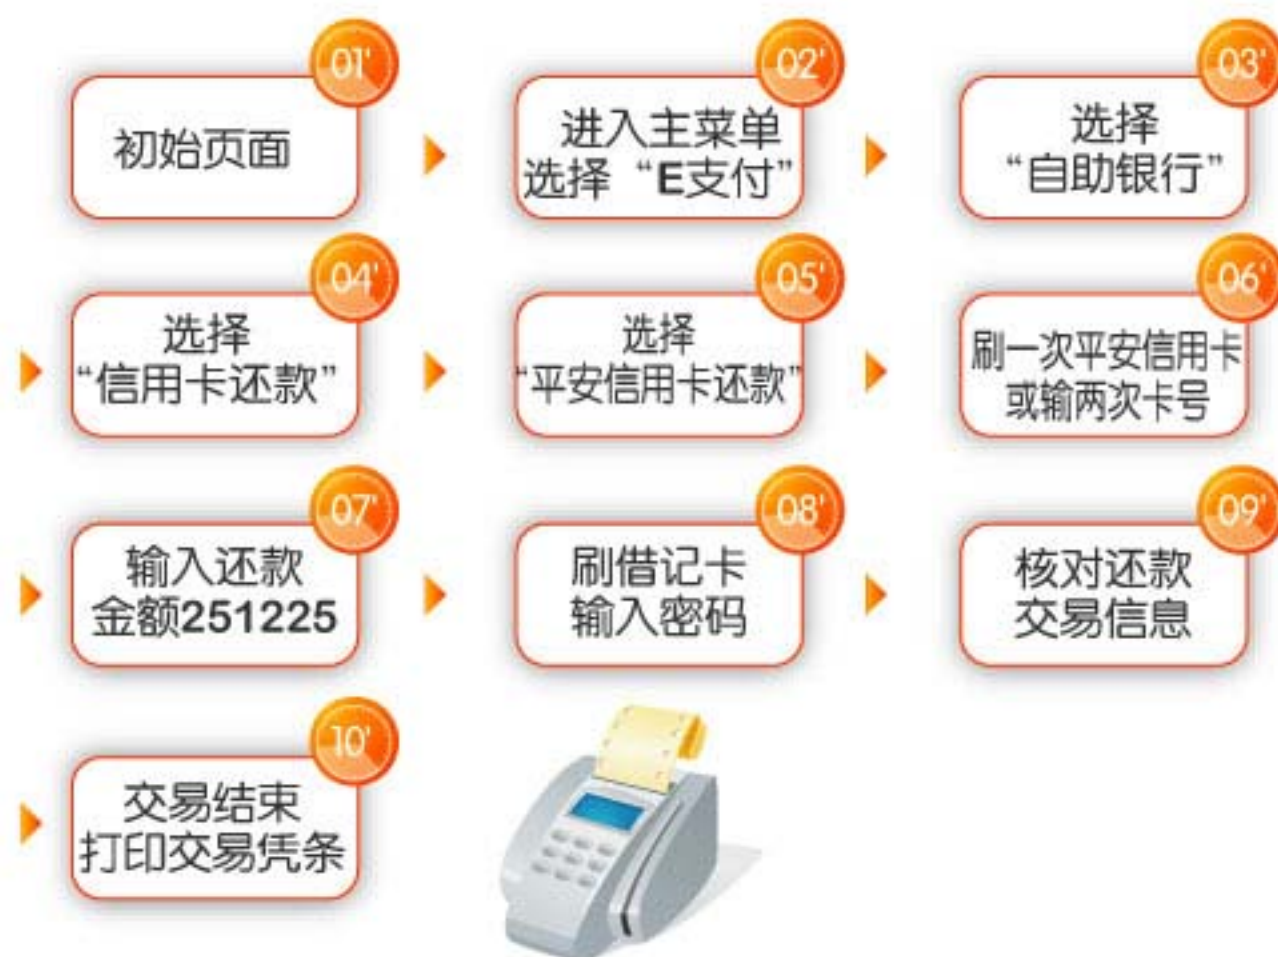 01'
初始页面
02'
进入主菜单
选择“E支付”
03'
选择
“自助银行”
04'
选择
“信用卡还款”
05'
选择
“平安信用卡还款”
06'
刷一次平安信用卡
或输两次卡号
07'
输入还款
金额251225
08'
刷借记卡
输入密码
09'
核对还款
交易信息
10'
交易结束
打印交易凭条